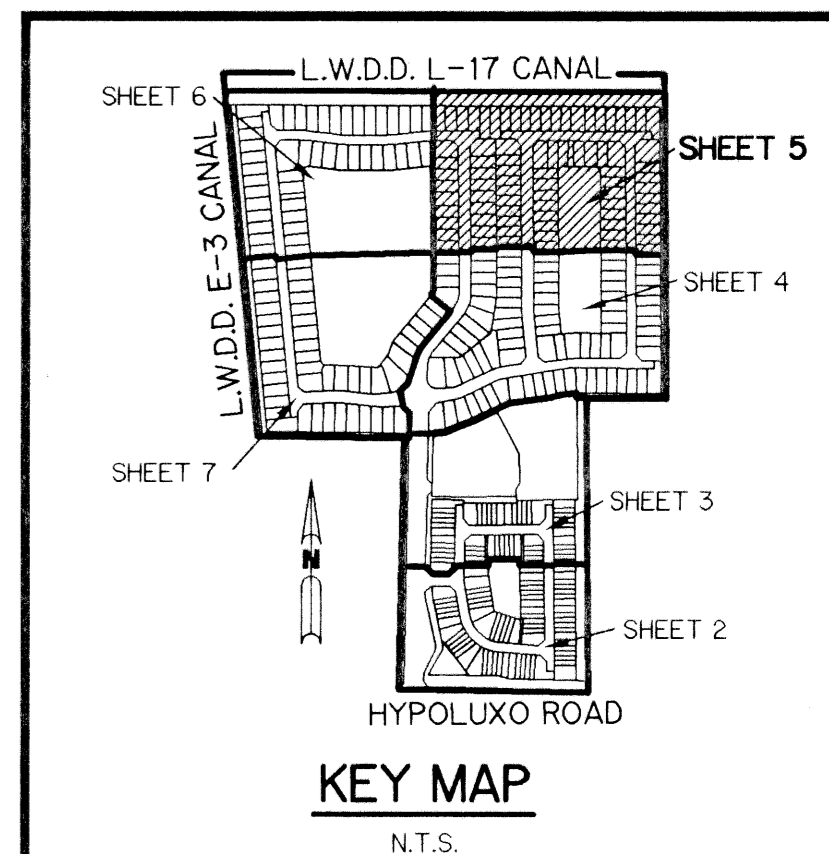 L.W.D.D. L-17 CANAL
SHEET 6
SHEET 5
L.W.D.D. E-3 CANAL
SHEET 4
SHEET 7
SHEET 3
N
SHEET 2
HYPOLUXO ROAD
KEY MAP
N.T.S.